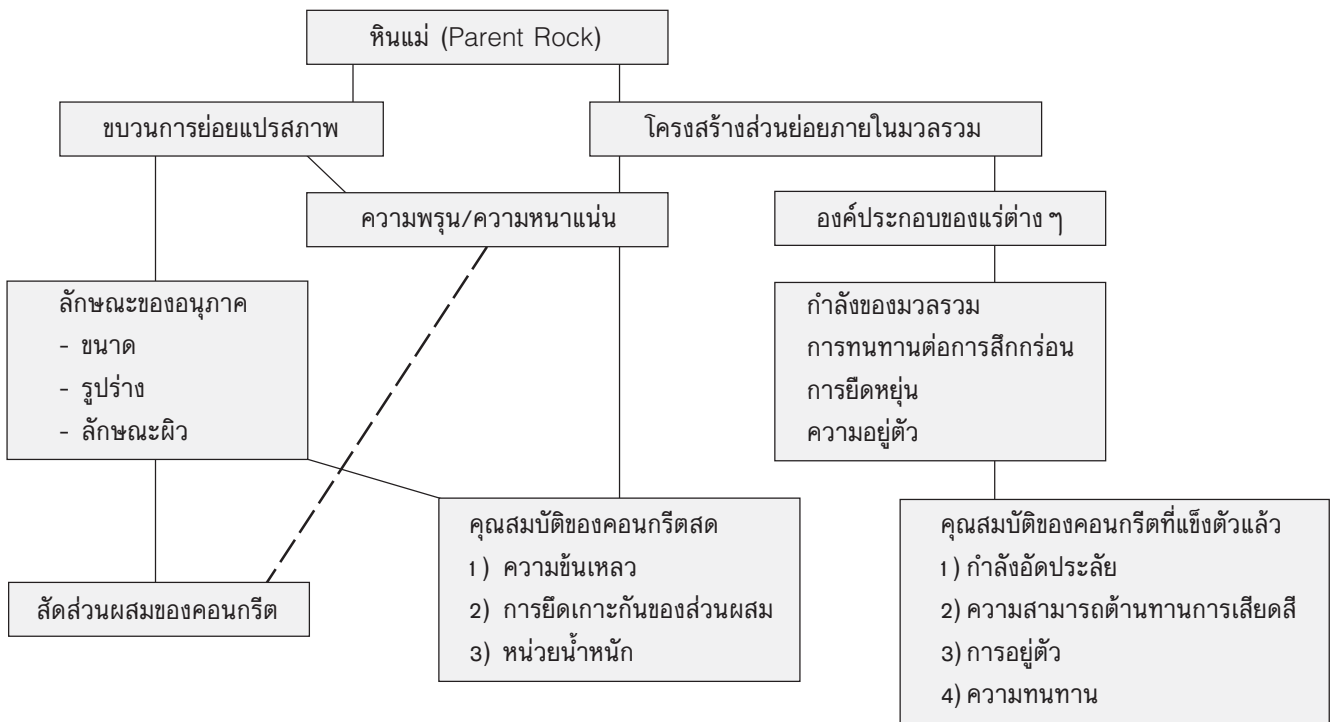 หินแม่ (Parent Rock)
ขบวนการย่อยแปรสภาพ
โครงสร้างส่วนย่อยภายในมวลรวม
ความพรุน/ความหนาแน่น
องค์ประกอบของแร่ต่าง ๆ
ลักษณะของอนุภาค
- ขนาด
- รูปร่าง
- ลักษณะผิว
กำลังของมวลรวม
การทนทานต่อการสึกกร่อน
การยืดหยุ่น
ความอยู่ตัว
สัดส่วนผสมของคอนกรีต
คุณสมบัติของคอนกรีตสด
1) ความข้นเหลว
2) การยึดเกาะกันของส่วนผสม
3) หน่วยน้ำหนัก
คุณสมบัติของคอนกรีตที่แข็งตัวแล้ว
1) กำลังอัดประลัย
2) ความสามารถต้านทานการเสียดสี
3) การอยู่ตัว
4) ความทนทาน